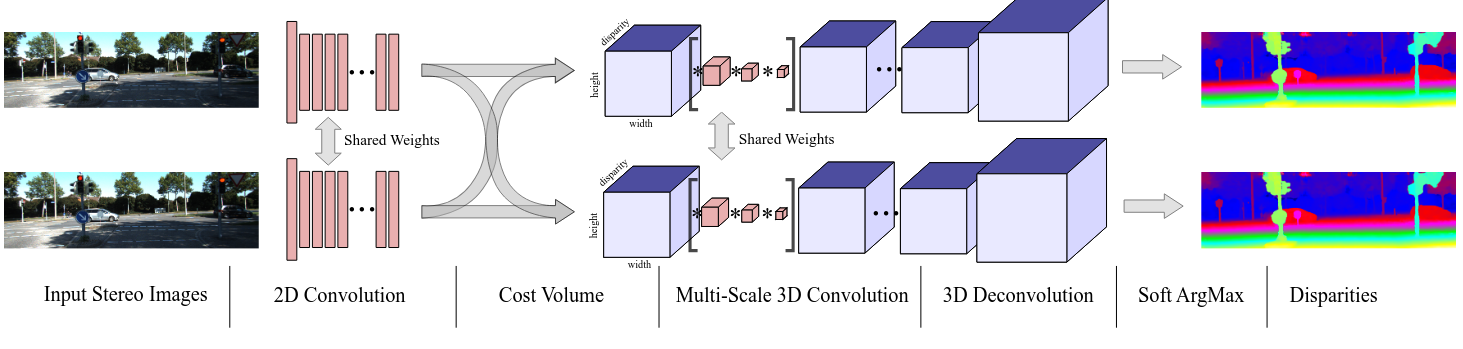 disparity
height
width
Shared Weights
Shared Weights
disparity
height
width
Input Stereo Images
2D Convolution
Cost Volume
Multi-Scale 3D Convolution
3D Deconvolution
Soft ArgMax
Disparities